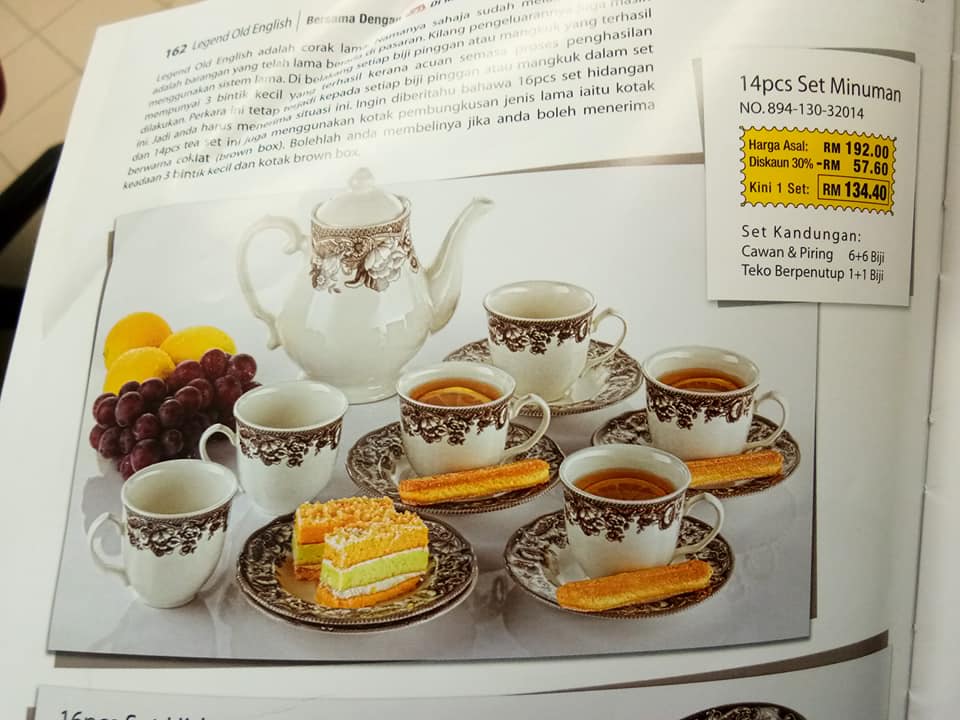 162 Legend Old English | Bersama Dengan
Legend Old English adalah corak lama. Namanya sahaja sudah
adalah barangan yang telah lama berada di pasaran. Kilang pengeluarannya juga masih
menggunakan sistem lama. Di belakang setiap biji pinggan atau mangkuk yang terhasil
mempunyai 3 bintik kecil yang terhasil kerana acuan semasa proses penghasilan
dilakukan. Perkara ini tetap terjadi kepada setiap biji pinggan atau mangkuk dalam set
ini. Jadi anda harus menerima situasi ini. Ingin diberitahu bahawa 16pcs set hidangan
dan 14pcs tea set ini juga menggunakan kotak pembungkusan jenis lama iaitu kotak
berwarna coklat (brown box). Bolehlah anda membelinya jika anda boleh menerima
keadaan 3 bintik kecil dan kotak brown box.
14pcs Set Minuman
NO. 894-130-32014
Harga Asal: RM 192.00
Diskaun 30% -RM 57.60
Kini 1 Set: RM 134.40
Set Kandungan:
Cawan & Piring 6+6 Biji
Teko Berpenutup 1+1 Biji